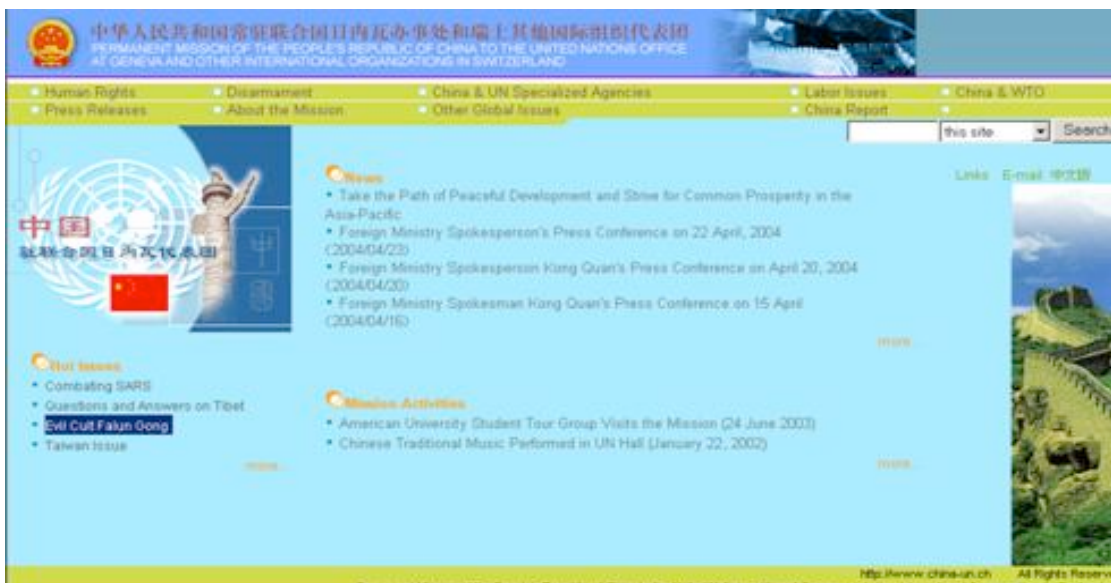 中华人民共和国常驻联合国日内瓦办事处和瑞士其他国际组织代表团
PERMANENT MISSION OF THE PEOPLE'S REPUBLIC OF CHINA TO THE UNITED NATIONS OFFICE
AT GENEVA AND OTHER INTERNATIONAL ORGANIZATIONS IN SWITZERLAND
Human Rights Disarmament China & UN Specialized Agencies Labor Issues China & WTO
Press Releases About the Mission Other Global Issues China Report
this site Search
Links E-mail 中文版
News
• Take the Path of Peaceful Development and Strive for Common Prosperity in the
Asia-Pacific
• Foreign Ministry Spokesperson's Press Conference on 22 April, 2004
(2004/04/23)
• Foreign Ministry Spokesperson Kong Quan's Press Conference on April 20, 2004
(2004/04/20)
• Foreign Ministry Spokesman Kong Quan's Press Conference on 15 April
(2004/04/16)
more...
中国
驻联合国日内瓦代表团
中
国
Hot Issues
• Combating SARS
• Questions and Answers on Tibet
• Evil Cult Falun Gong
• Taiwan Issue
more...
Mission Activities
• American University Student Tour Group Visits the Mission (24 June 2003)
• Chinese Traditional Music Performed in UN Hall (January 22, 2002)
more...
http://www.china-un.ch All Rights Reserv